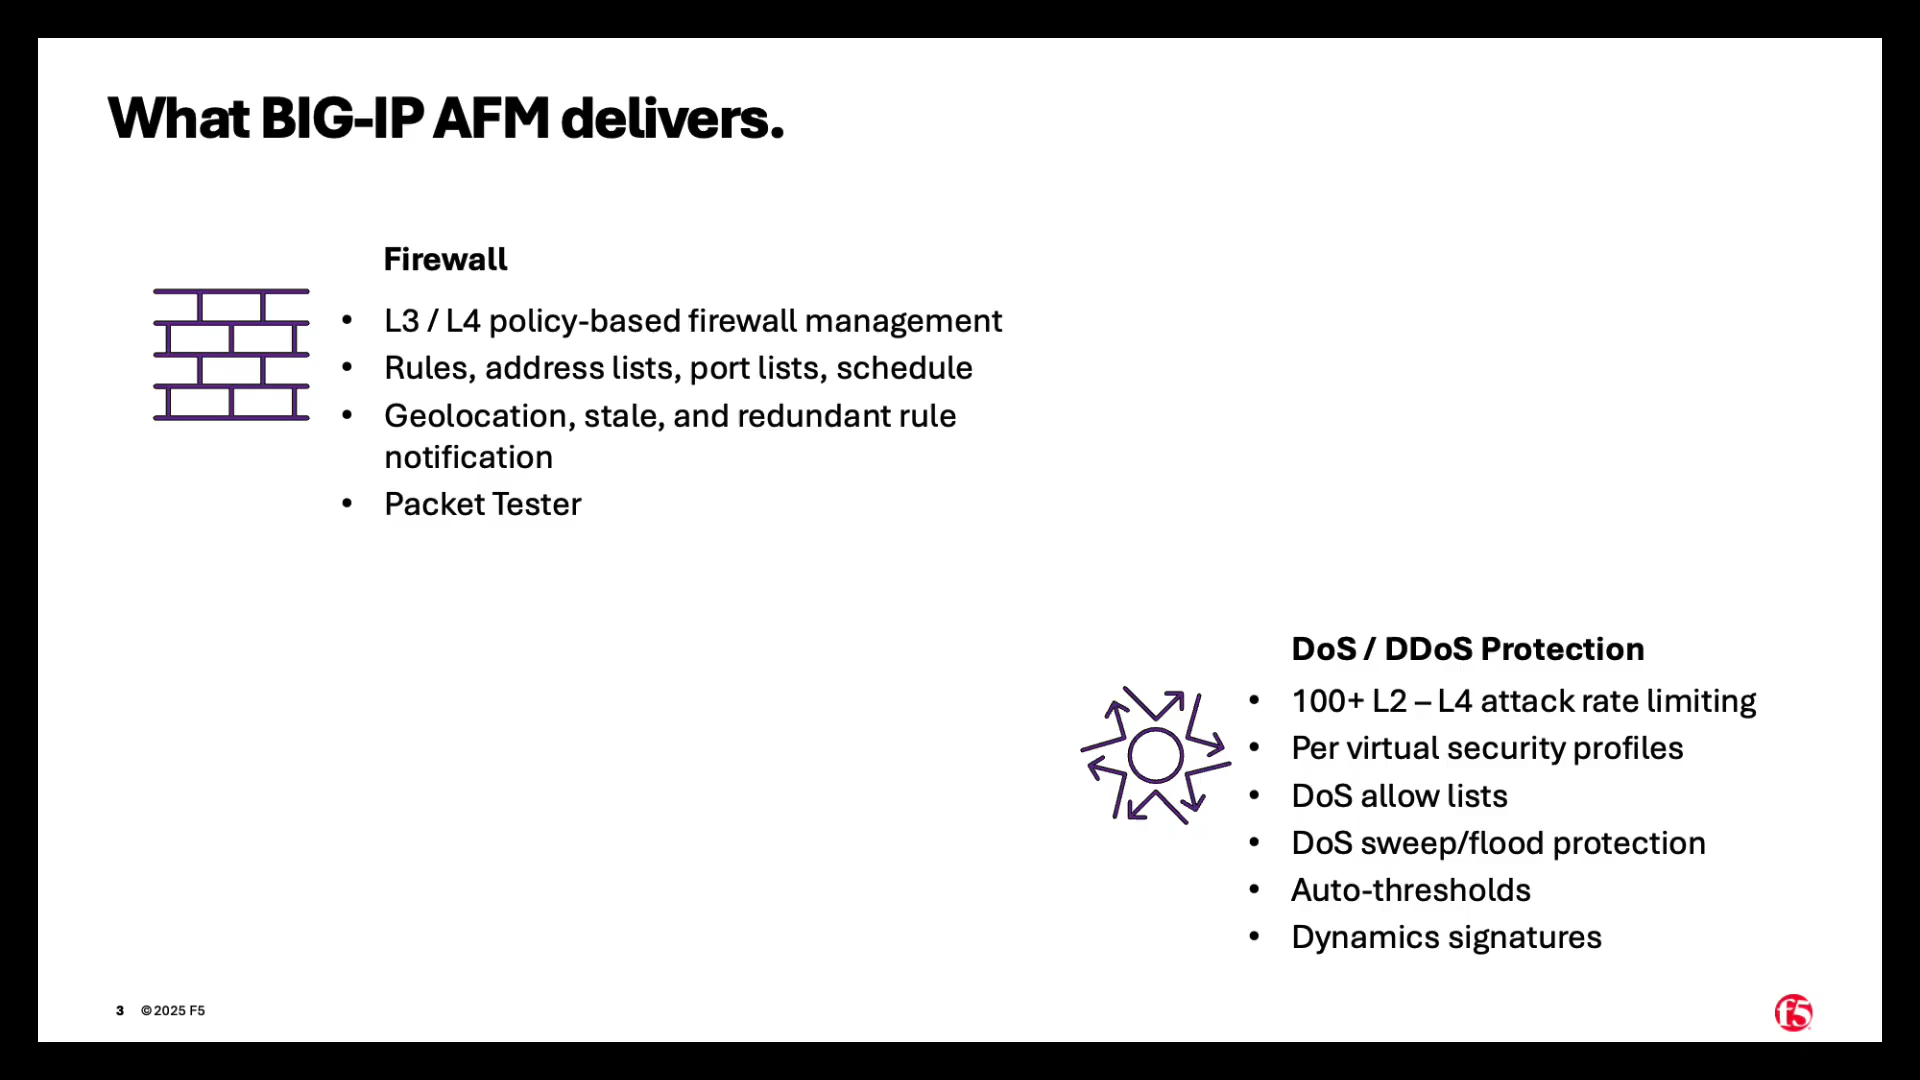 What BIG-IP AFM delivers.
Firewall
• L3 / L4 policy-based firewall management
• Rules, address lists, port lists, schedule
• Geolocation, stale, and redundant rule
notification
• Packet Tester
DoS / DDoS Protection
• 100+ L2 – L4 attack rate limiting
• Per virtual security profiles
• DoS allow lists
• DoS sweep/flood protection
• Auto-thresholds
• Dynamics signatures
3 ©2025 F5
f5